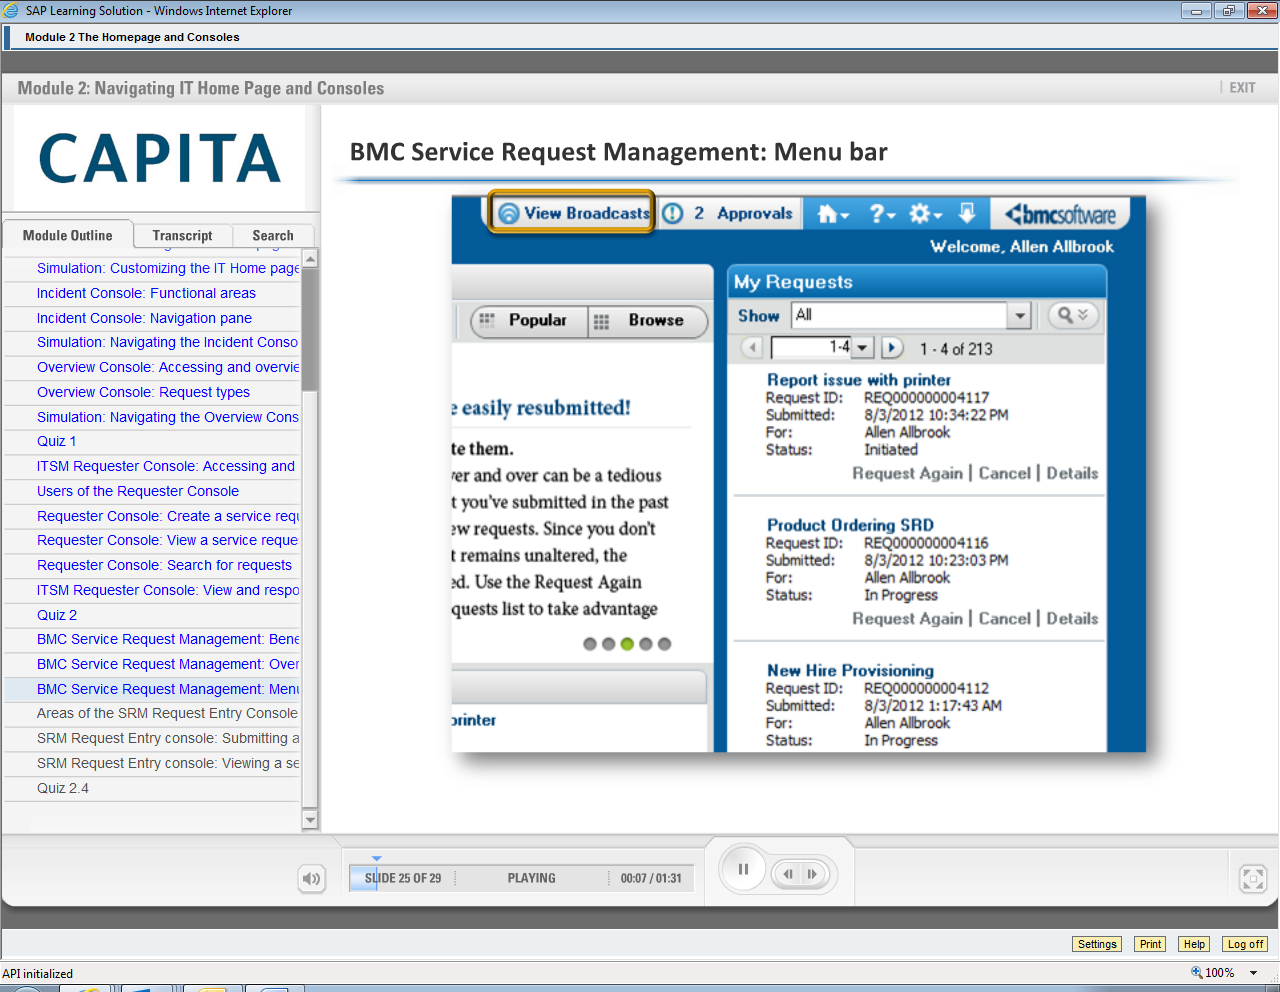 SAP Learning Solution - Windows Internet Explorer
Module 2 The Homepage and Consoles
Module 2: Navigating IT Home Page and Consoles
EXIT
CAPITA
Module Outline
Transcript
Search
Simulation: Customizing the IT Home page
Incident Console: Functional areas
Incident Console: Navigation pane
Simulation: Navigating the Incident Conso
Overview Console: Accessing and overvie
Overview Console: Request types
Simulation: Navigating the Overview Cons
Quiz 1
ITSM Requester Console: Accessing and
Users of the Requester Console
Requester Console: Create a service requ
Requester Console: View a service reque
Requester Console: Search for requests
ITSM Requester Console: View and respo
Quiz 2
BMC Service Request Management: Bene
BMC Service Request Management: Over
BMC Service Request Management: Menu
Areas of the SRM Request Entry Console
SRM Request Entry console: Submitting a
SRM Request Entry console: Viewing a se
Quiz 2.4
BMC Service Request Management: Menu bar
View Broadcasts
2 Approvals
bmcsoftware
Welcome, Allen Allbrook
Popular
Browse
e easily resubmitted!
te them.
ver and over can be a tedious
t you've submitted in the past
ew requests. Since you don't
t remains unaltered, the
ed. Use the Request Again
quests list to take advantage
printer
My Requests
Show All
1-4
1 - 4 of 213
Report issue with printer
Request ID: REQ000000004117
Submitted: 8/3/2012 10:34:22 PM
For: Allen Allbrook
Status: Initiated
Request Again | Cancel | Details
Product Ordering SRD
Request ID: REQ000000004116
Submitted: 8/3/2012 10:23:03 PM
For: Allen Allbrook
Status: In Progress
Request Again | Cancel | Details
New Hire Provisioning
Request ID: REQ000000004112
Submitted: 8/3/2012 1:17:43 AM
For: Allen Allbrook
Status: In Progress
SLIDE 25 OF 29
PLAYING
00:07 / 01:31
Settings
Print
Help
Log off
API initialized
100%